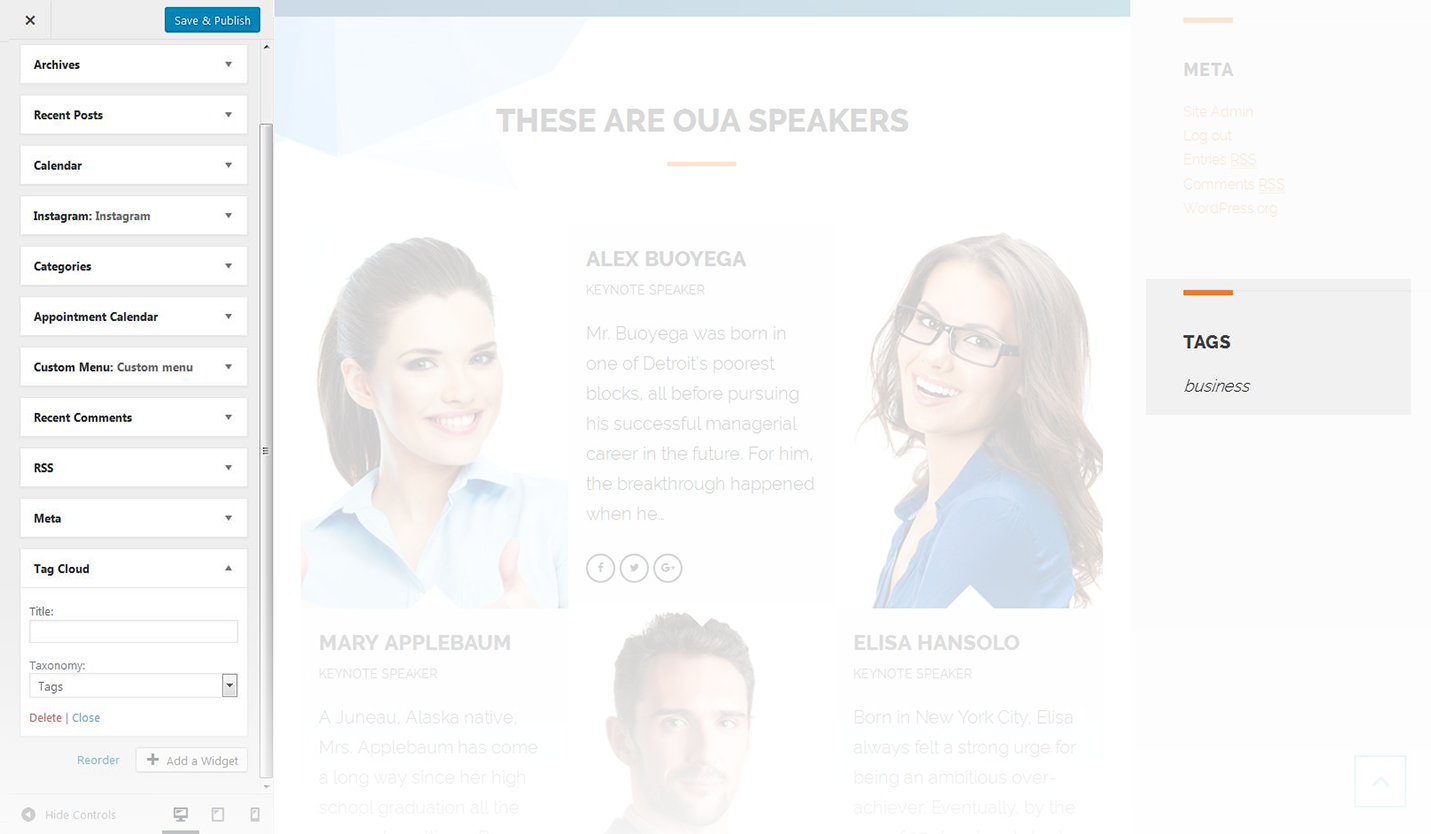 Save & Publish
Archives
Recent Posts
Calendar
Instagram: Instagram
Categories
Appointment Calendar
Custom Menu: Custom menu
Recent Comments
RSS
Meta
Tag Cloud
Title:
Taxonomy:
Tags
Delete | Close
Reorder
Add a Widget
Hide Controls
THESE ARE OUA SPEAKERS
ALEX BUOYEGA
KEYNOTE SPEAKER
Mr. Buoyega was born in
one of Detroit's poorest
blocks, all before pursuing
his successful managerial
career in the future. For him,
the breakthrough happened
when he...
MARY APPLEBAUM
KEYNOTE SPEAKER
A Juneau, Alaska native,
Mrs. Applebaum has come
a long way since her high
school graduation all the
ELISA HANSOLO
KEYNOTE SPEAKER
Born in New York City, Elisa
always felt a strong urge for
being an ambitious over-
achiever. Eventually, by the
META
Site Admin
Log out
Entries RSS
Comments RSS
WordPress.org
TAGS
business